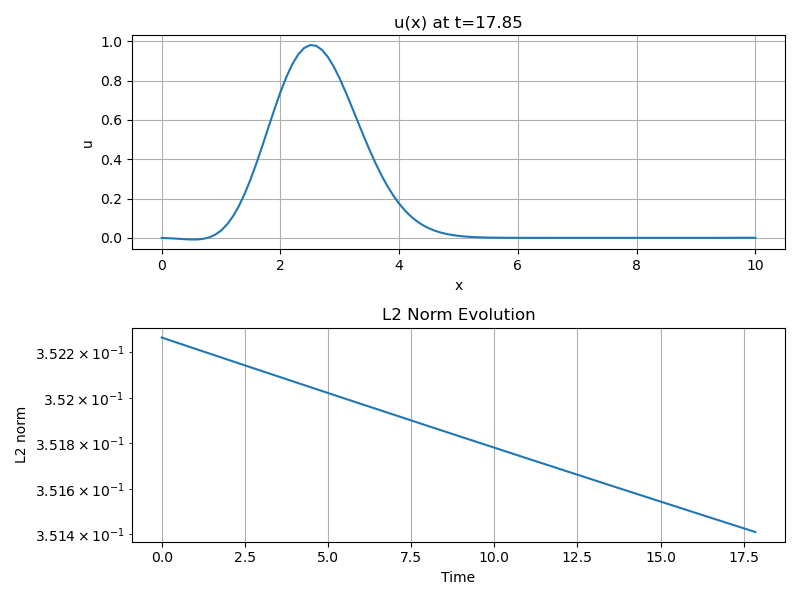 u(x) at t=17.85
1.0
0.8
0.6
0.4
0.2
0.0
u
0 2 4 6 8 10
x
L2 Norm Evolution
3.522 × 10⁻¹
3.52 × 10⁻¹
3.518 × 10⁻¹
3.516 × 10⁻¹
3.514 × 10⁻¹
L2 norm
0.0 2.5 5.0 7.5 10.0 12.5 15.0 17.5
Time